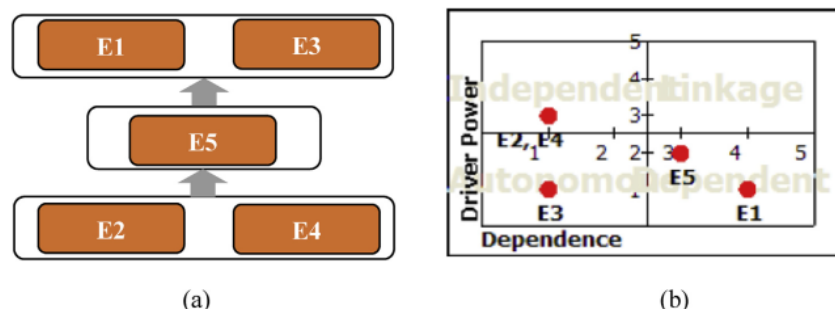 E1 E3
E5
E2 E4
(a)
Driver Power
Independent Linkage
Autonomo Dependent
5
4
3
2
1
1 2 3 4 5
E2, E4
E5
E3 E1
Dependence
(b)